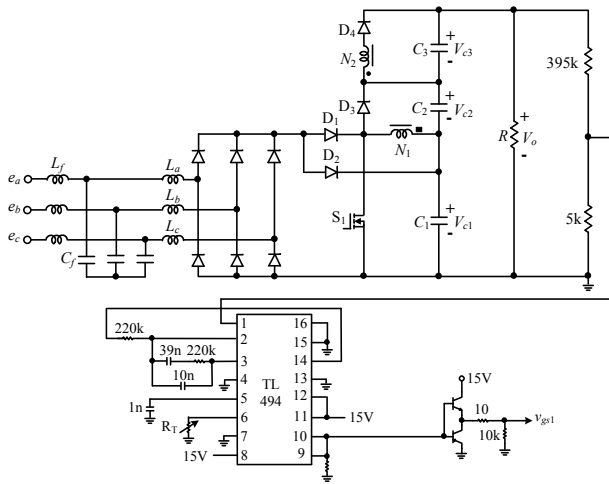 D4
N2
C3
+
Vc3
-
395k
D3
C2
+
Vc2
-
R
+
Vo
-
D1
N1
D2
Lf
La
ea
Lb
eb
Lc
ec
Cf
S1
C1
+
Vc1
-
5k
220k
39n
220k
10n
1n
RT
15V
1
2
3
4
5
6
7
8
TL
494
16
15
14
13
12
11
10
9
15V
15V
10
10k
vgs1